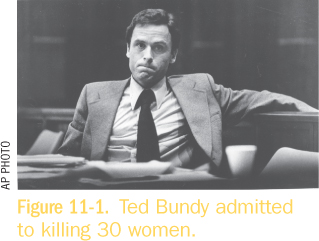 AP PHOTO
Figure 11-1. Ted Bundy admitted
to killing 30 women.